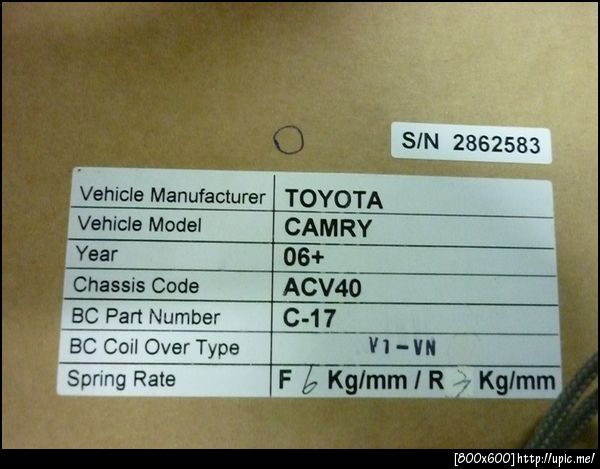 S/N 2862583
Vehicle Manufacturer TOYOTA
Vehicle Model CAMRY
Year 06+
Chassis Code ACV40
BC Part Number C-17
BC Coil Over Type V1-VN
Spring Rate F 6 Kg/mm / R 3 Kg/mm
[800x600]http://upic.me/